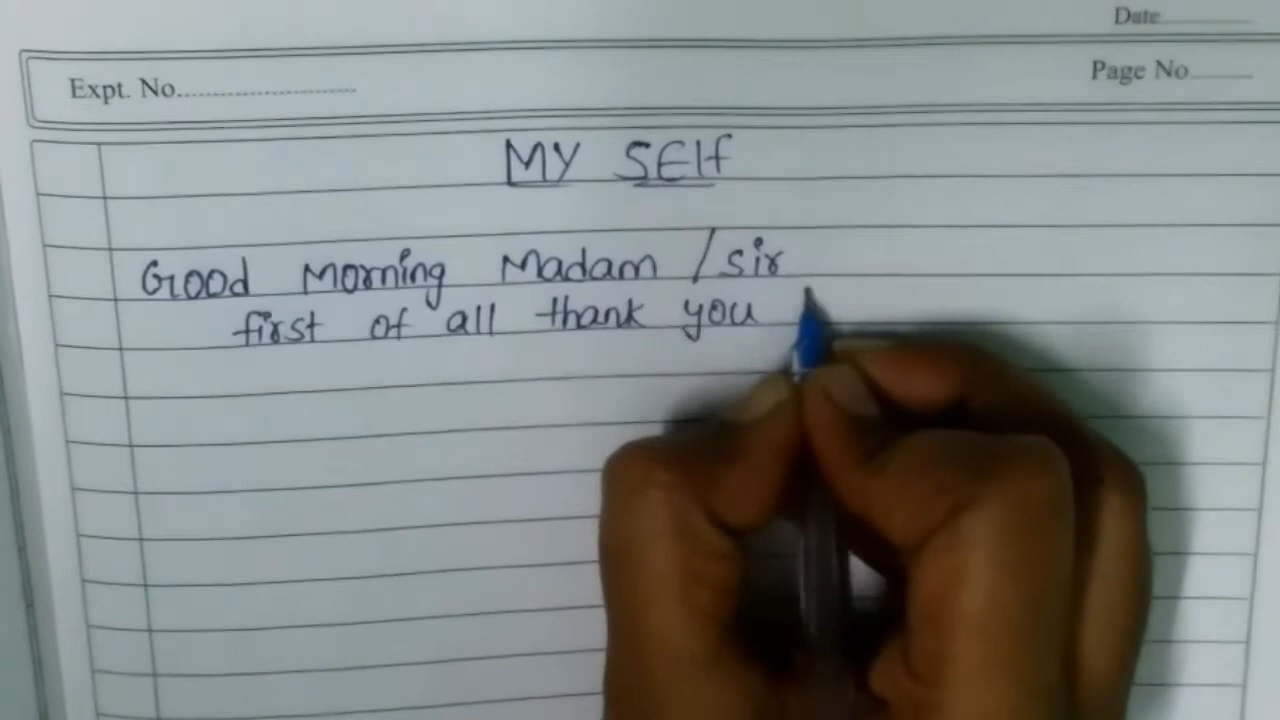 Date
Expt. No.
Page No
MY SElf
Good Morning Madam / sir
first of all thank you